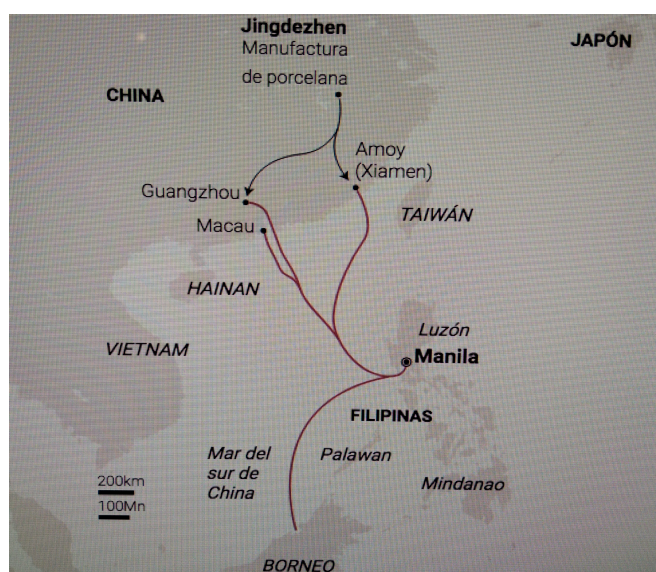 Jingdezhen
Manufactura
de porcelana
JAPÓN
CHINA
Amoy
(Xiamen)
Guangzhou
TAIWÁN
Macau
HAINAN
Luzón
VIETNAM
Manila
FILIPINAS
Mar del
sur de
China
Palawan
Mindanao
200km
100Mn
BORNEO